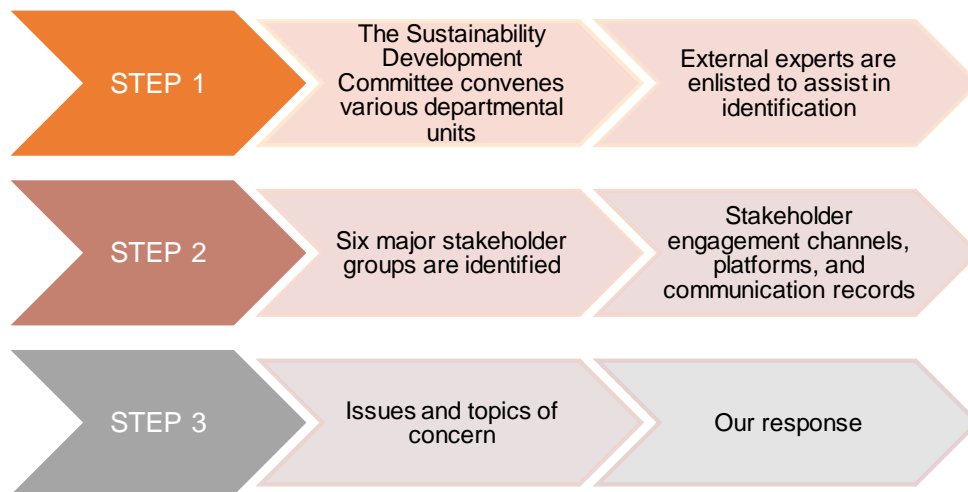 STEP 1
The Sustainability
Development
Committee convenes
various departmental
units
External experts are
enlisted to assist in
identification
STEP 2
Six major stakeholder
groups are identified
Stakeholder
engagement channels,
platforms, and
communication records
STEP 3
Issues and topics of
concern
Our response